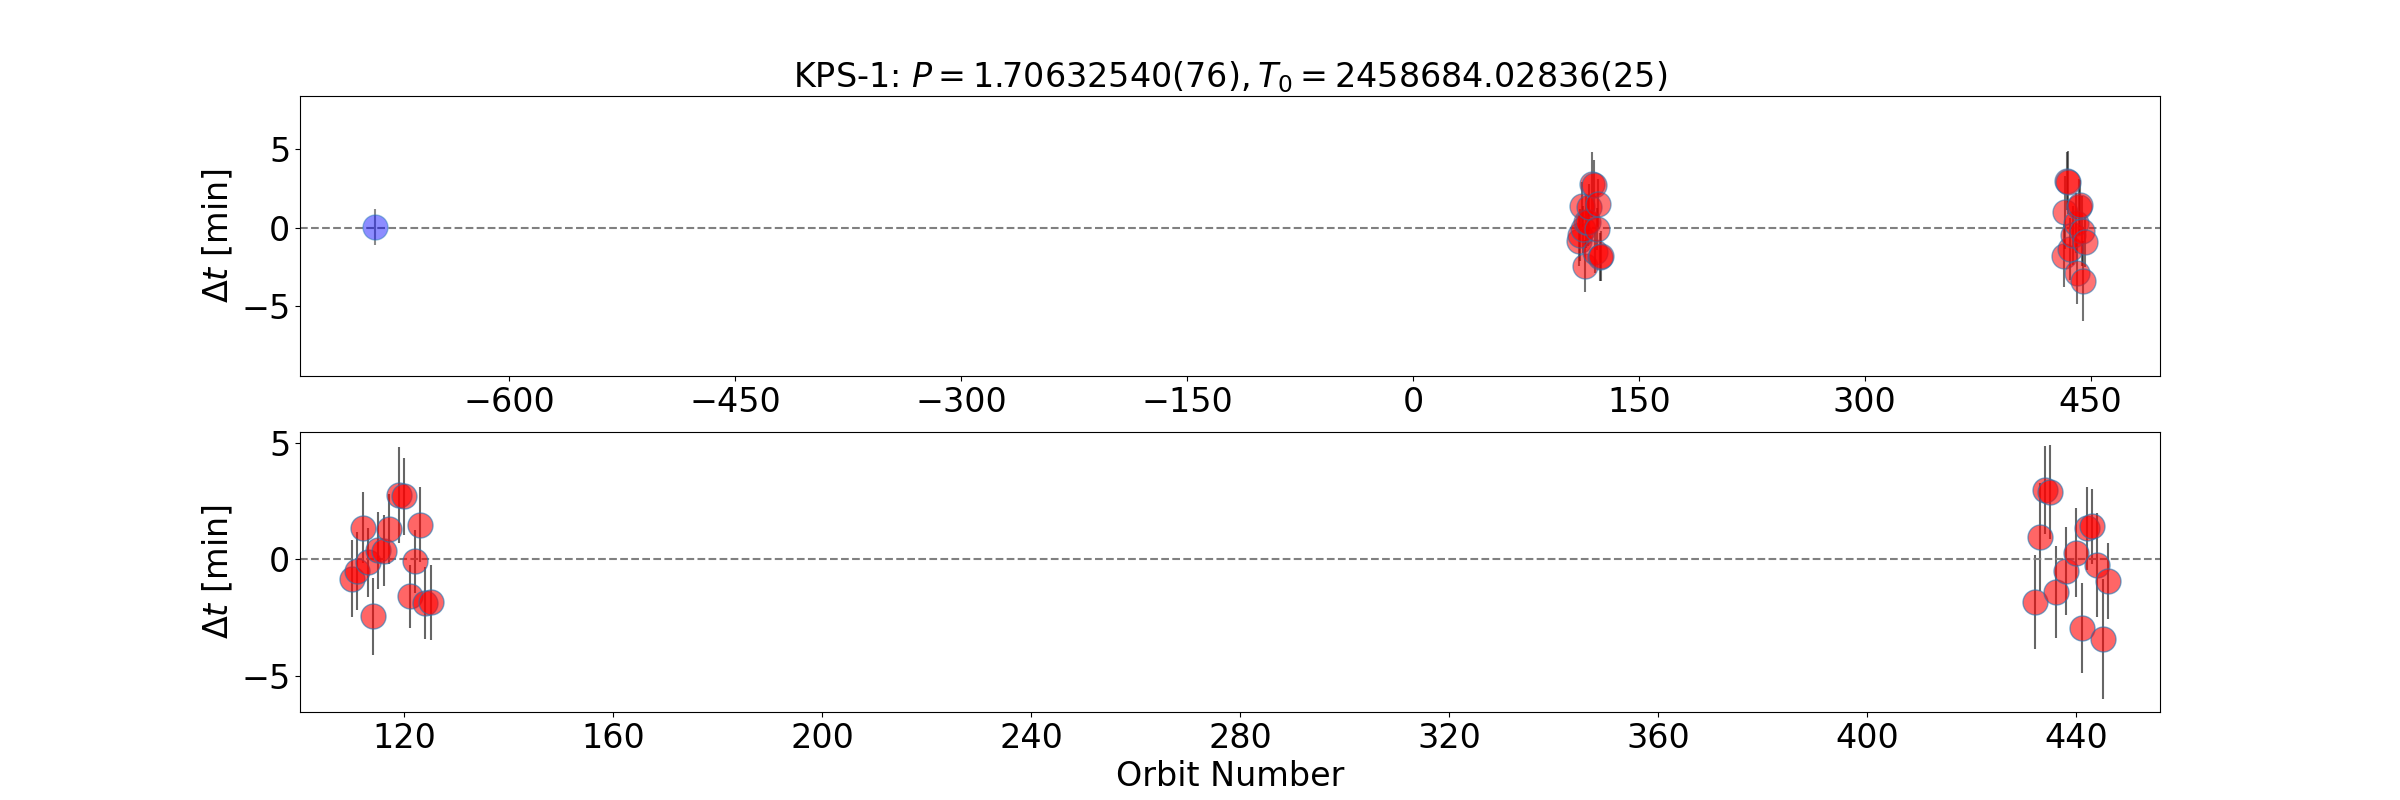 KPS-1: P = 1.70632540(76), T₀ = 2458684.02836(25)
Δt [min]
5
0
−5
−600 −450 −300 −150 0 150 300 450
Δt [min]
5
0
−5
120 160 200 240 280 320 360 400 440
Orbit Number